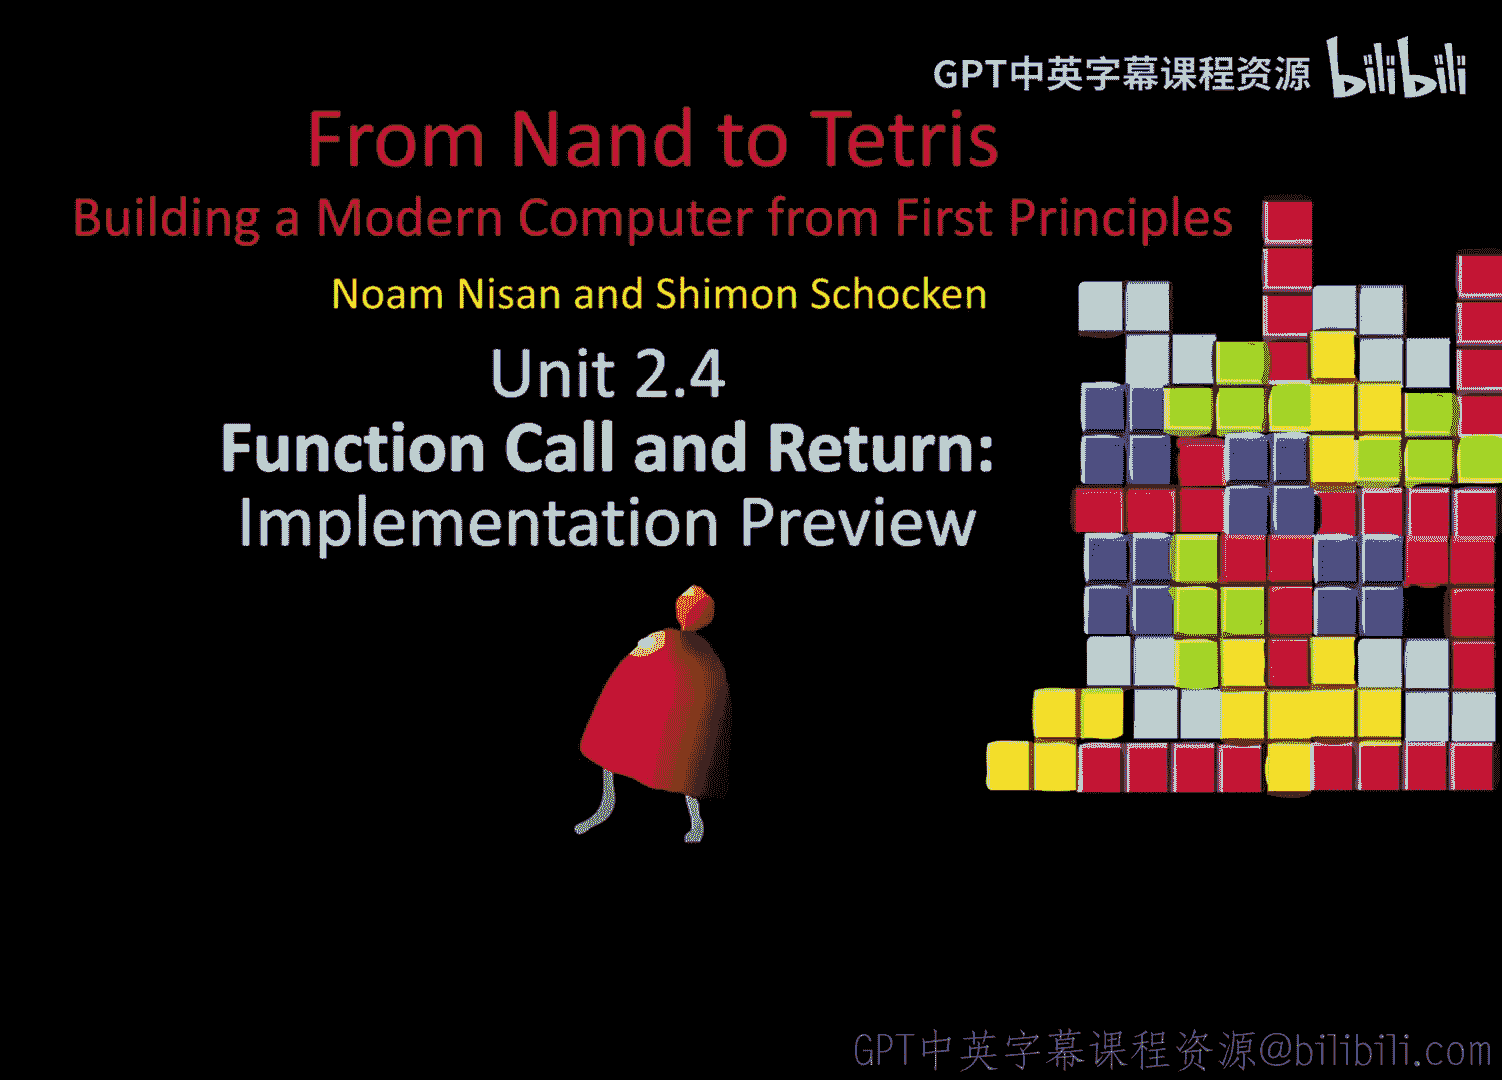 GPT中英字幕课程资源 bilibili
From Nand to Tetris
Building a Modern Computer from First Principles
Noam Nisan and Shimon Schocken
Unit 2.4
Function Call and Return:
Implementation Preview
GPT中英字幕课程资源@bilibili.com